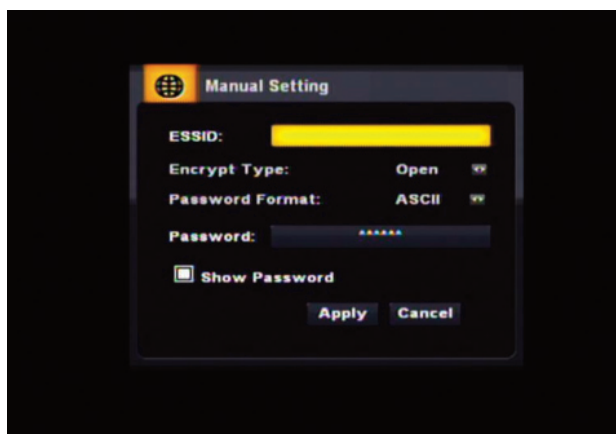 Manual Setting
ESSID:
Encrypt Type: Open
Password Format: ASCII
Password: ******
Show Password
Apply Cancel